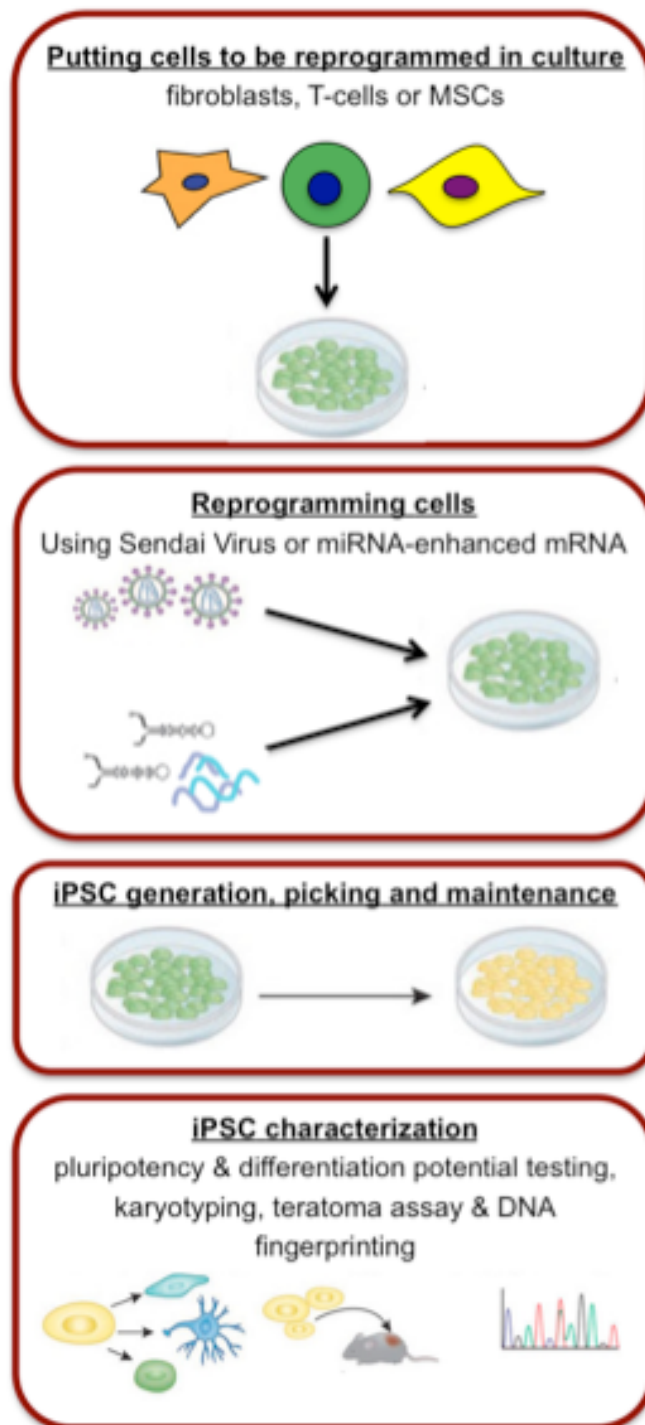 Putting cells to be reprogrammed in culture
fibroblasts, T-cells or MSCs
Reprogramming cells
Using Sendai Virus or miRNA-enhanced mRNA
iPSC generation, picking and maintenance
iPSC characterization
pluripotency & differentiation potential testing,
karyotyping, teratoma assay & DNA
fingerprinting